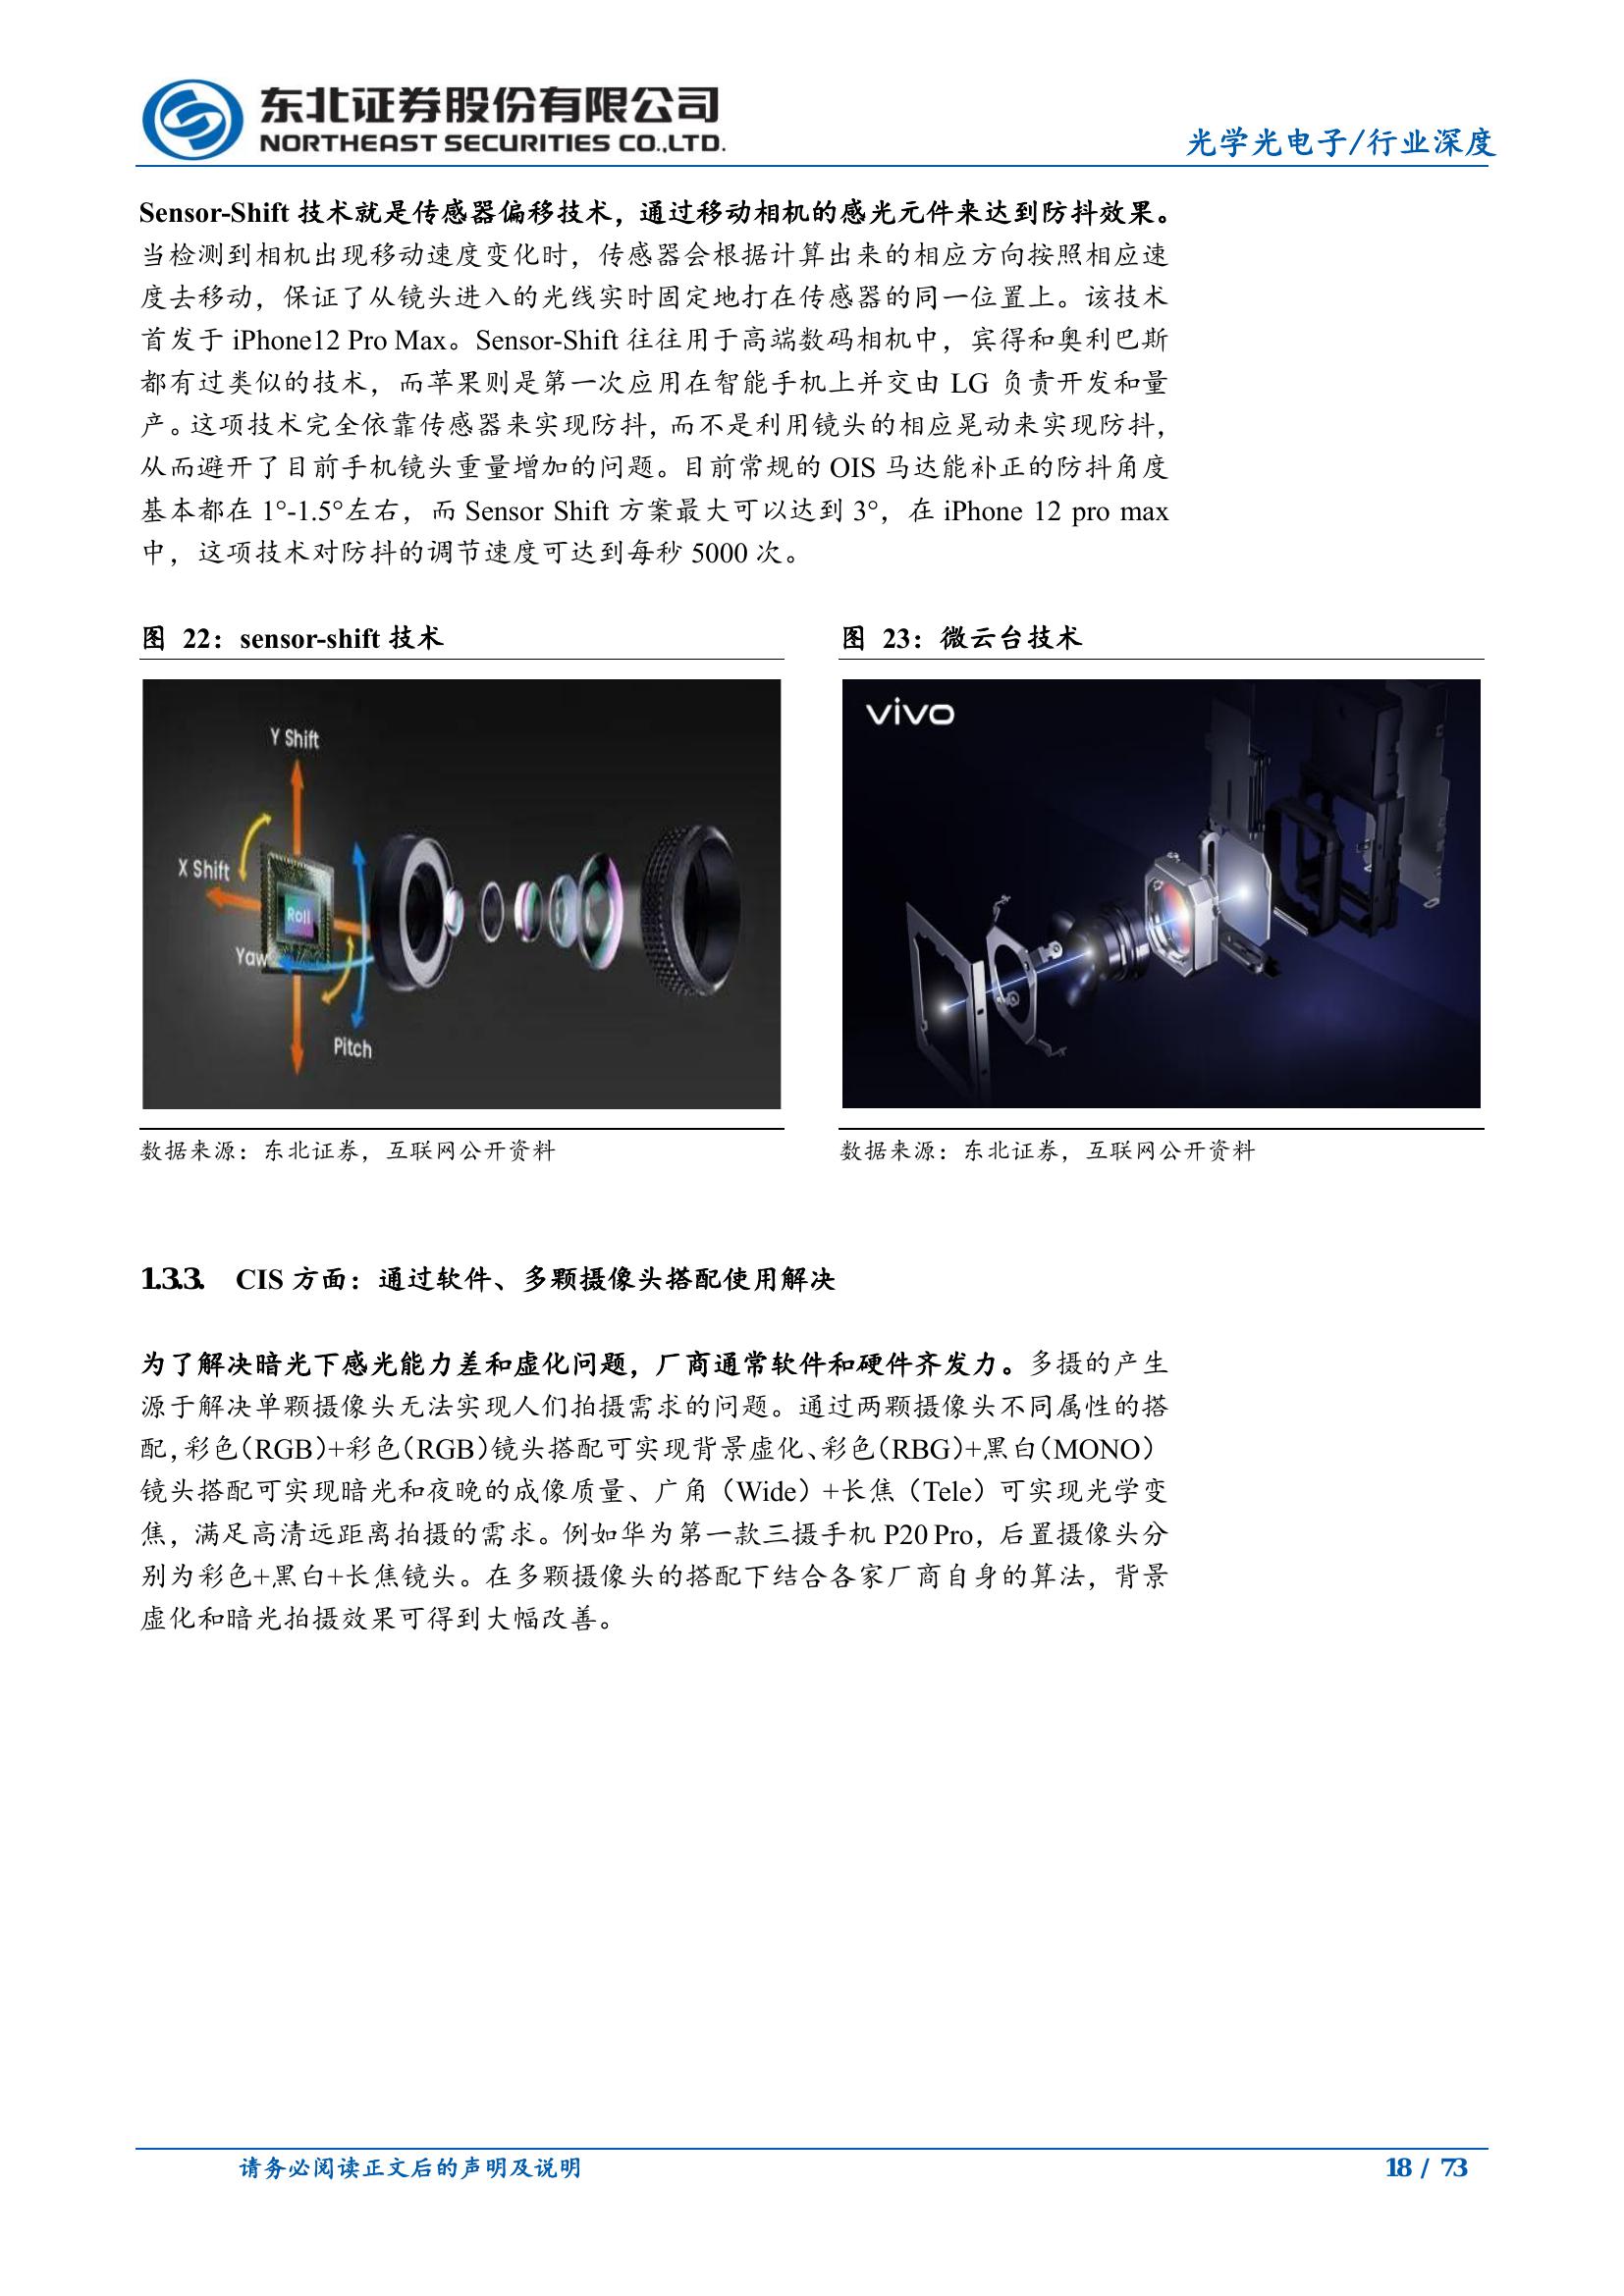 东北证券股份有限公司
NORTHEAST SECURITIES CO.,LTD.
光学光电子/行业深度
Sensor-Shift 技术就是传感器偏移技术，通过移动相机的感光元件来达到防抖效果。
当检测到相机出现移动速度变化时，传感器会根据计算出来的相应方向按照相应速
度去移动，保证了从镜头进入的光线实时固定地打在传感器的同一位置上。该技术
首发于 iPhone12 Pro Max。Sensor-Shift 往往用于高端数码相机中，宾得和奥利巴斯
都有过类似的技术，而苹果则是第一次应用在智能手机上并交由 LG 负责开发和量
产。这项技术完全依靠传感器来实现防抖，而不是利用镜头的相应晃动来实现防抖，
从而避开了目前手机镜头重量增加的问题。目前常规的 OIS 马达能补正的防抖角度
基本都在 1°-1.5°左右，而 Sensor Shift 方案最大可以达到 3°，在 iPhone 12 pro max
中，这项技术对防抖的调节速度可达到每秒 5000 次。
图 22：sensor-shift 技术
Y Shift
X Shift
Roll
Yaw
Pitch
数据来源：东北证券，互联网公开资料
图 23：微云台技术
vivo
数据来源：东北证券，互联网公开资料
1.3.3. CIS 方面：通过软件、多颗摄像头搭配使用解决
为了解决暗光下感光能力差和虚化问题，厂商通常软件和硬件齐发力。多摄的产生
源于解决单颗摄像头无法实现人们拍摄需求的问题。通过两颗摄像头不同属性的搭
配，彩色（RGB）+彩色（RGB）镜头搭配可实现背景虚化、彩色（RBG）+黑白（MONO）
镜头搭配可实现暗光和夜晚的成像质量、广角（Wide）+长焦（Tele）可实现光学变
焦，满足高清远距离拍摄的需求。例如华为第一款三摄手机 P20 Pro，后置摄像头分
别为彩色+黑白+长焦镜头。在多颗摄像头的搭配下结合各家厂商自身的算法，背景
虚化和暗光拍摄效果可得到大幅改善。
请务必阅读正文后的声明及说明
18 / 73